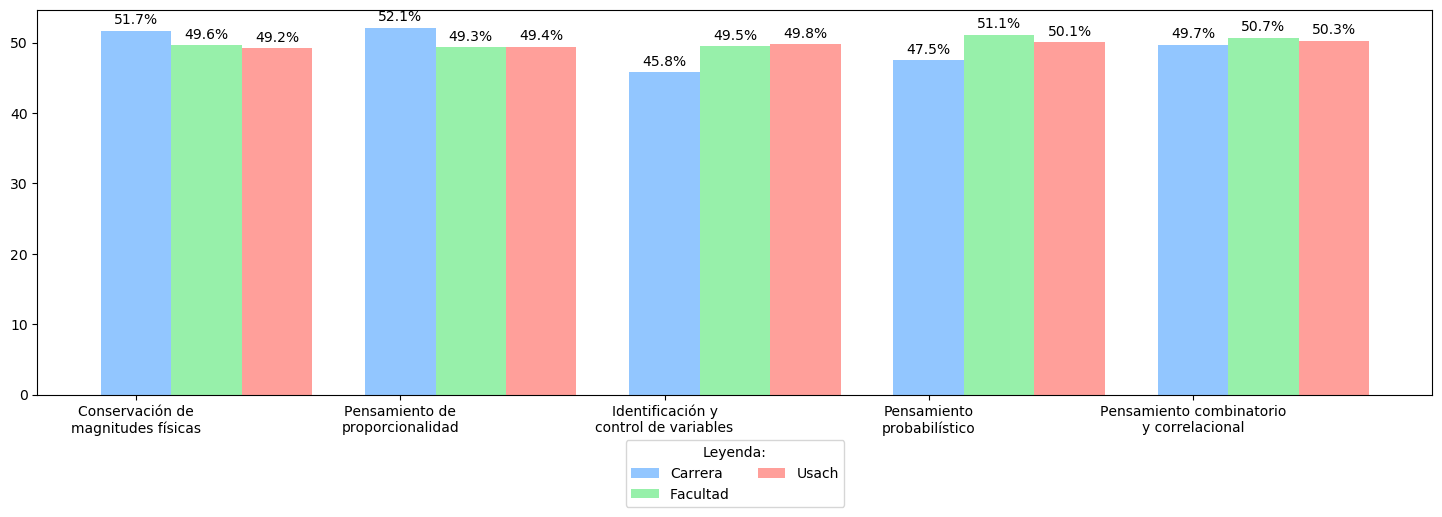 51.7%
49.6%
49.2%
52.1%
49.3%
49.4%
45.8%
49.5%
49.8%
47.5%
51.1%
50.1%
49.7%
50.7%
50.3%
50
40
30
20
10
0
Conservación de
magnitudes físicas
Pensamiento de
proporcionalidad
Identificación y
control de variables
Pensamiento
probabilístico
Pensamiento combinatorio
y correlacional
Leyenda:
Carrera
Facultad
Usach